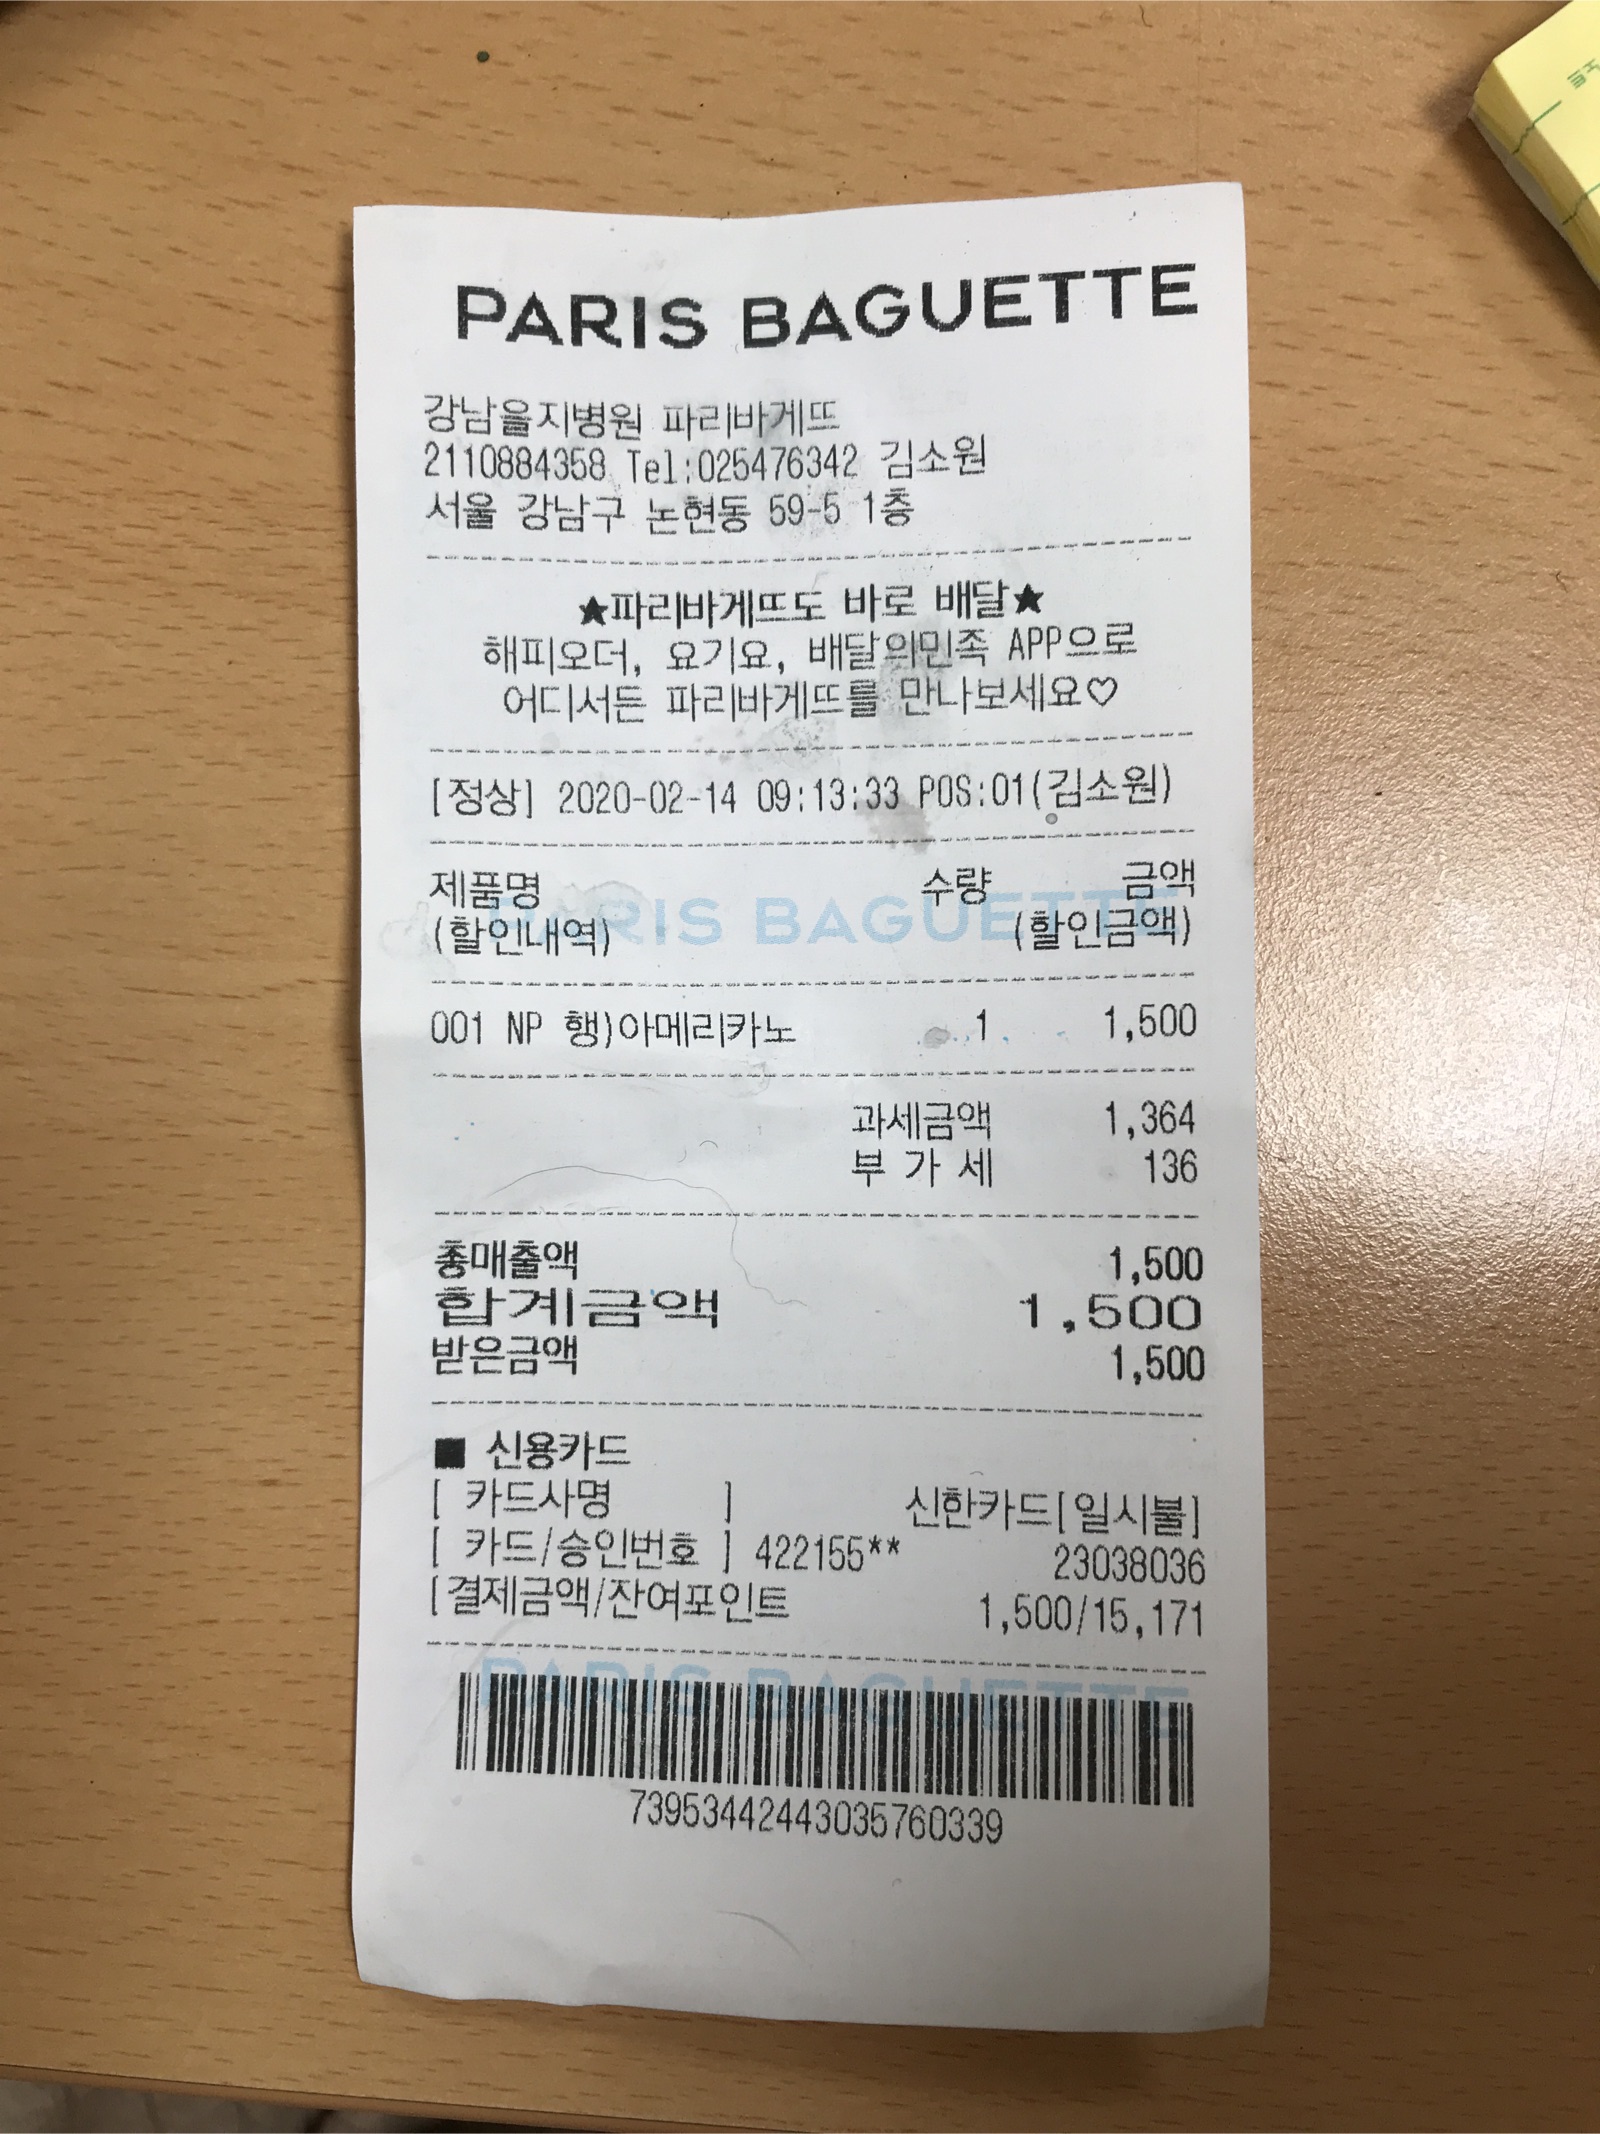 PARIS BAGUETTE
강남을지병원 파리바게뜨
2110884358 Tel:025476342 김소원
서울 강남구 논현동 59-5 1층
★파리바게뜨도 바로 배달★
해피오더, 요기요, 배달의민족 APP으로
어디서든 파리바게뜨를 만나보세요♡
[정상] 2020-02-14 09:13:33 POS:01(김소원)
제품명 수량 금액
(할인내역) (할인금액)
PARIS BAGUETTE
001 NP 행)아메리카노 1 1,500
과세금액 1,364
부 가 세 136
총매출액 1,500
합계금액 1,500
받은금액 1,500
■ 신용카드
[ 카드사명 ] 신한카드[일시불]
[ 카드/승인번호 ] 422155** 23038036
[결제금액/잔여포인트 1,500/15,171
PARIS BAGUETTE
73953442443035760339